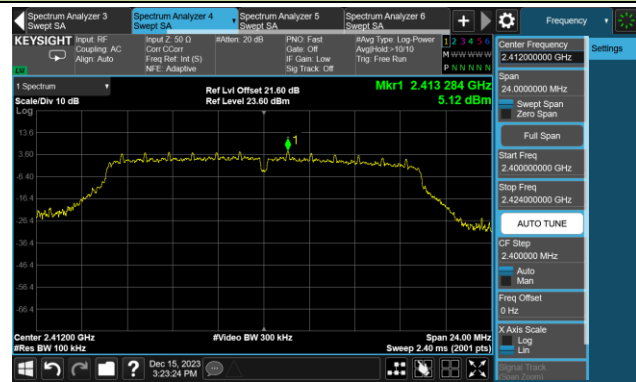 Spectrum Analyzer 3
Swept SA
Spectrum Analyzer 4
Swept SA
Spectrum Analyzer 5
Swept SA
Spectrum Analyzer 6
Swept SA
+
Frequency
KEYSIGHT
Input: RF
Coupling: AC
Align: Auto
Input Z: 50 Ω
Corr CCorr
Freq Ref: Int (S)
NFE: Adaptive
#Atten: 20 dB
PNO: Fast
Gate: Off
IF Gain: Low
Sig Track: Off
#Avg Type: Log-Power
Avg|Hold:>10/10
Trig: Free Run
1 2 3 4 5 6
M W W W W W
P N N N N N
1 Spectrum
Scale/Div 10 dB
Log
Ref Lvl Offset 21.60 dB
Ref Level 23.60 dBm
Mkr1 2.413 284 GHz
5.12 dBm
1
13.6
3.60
-6.40
-16.4
-26.4
-36.4
-46.4
-56.4
-66.4
Center 2.41200 GHz
#Res BW 100 kHz
#Video BW 300 kHz
Span 24.00 MHz
Sweep 2.40 ms (2001 pts)
Center Frequency
2.412000000 GHz
Settings
Span
24.0000000 MHz
Swept Span
Zero Span
Full Span
Start Freq
2.400000000 GHz
Stop Freq
2.424000000 GHz
AUTO TUNE
CF Step
2.400000 MHz
Auto
Man
Freq Offset
0 Hz
X Axis Scale
Log
Lin
Signal Track
(Span Zoom)
?
Dec 15, 2023
3:23:24 PM